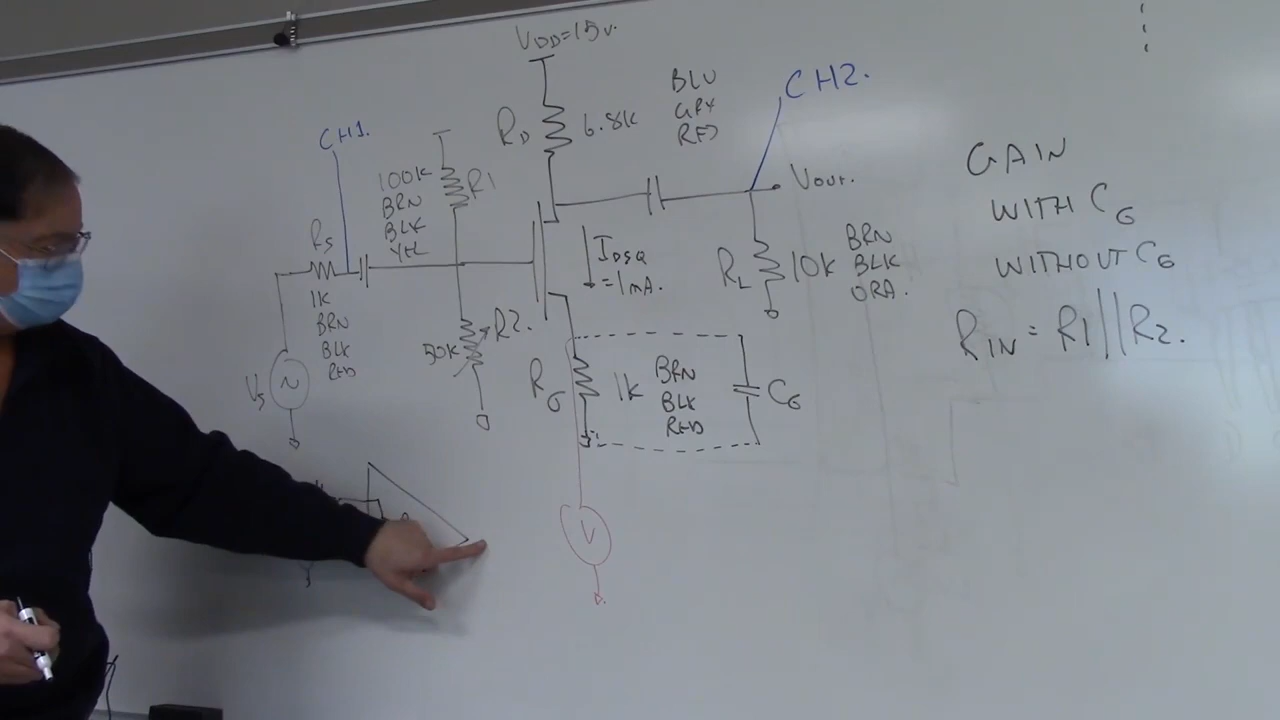 VDD=15v.
CH1.
RD
6.8K
BLU
GRY
RED
CH2.
100K
BRN
BLK
YEL
R1
Vout.
RS
1K
BRN
BLK
RED
IDSQ
=1mA.
RL
10K
BRN
BLK
ORA.
50K
R2.
VS
~
RG
1K
BRN
BLK
RED
CG
V
GAIN
WITH CG
WITHOUT CG
RIN = R1||R2.